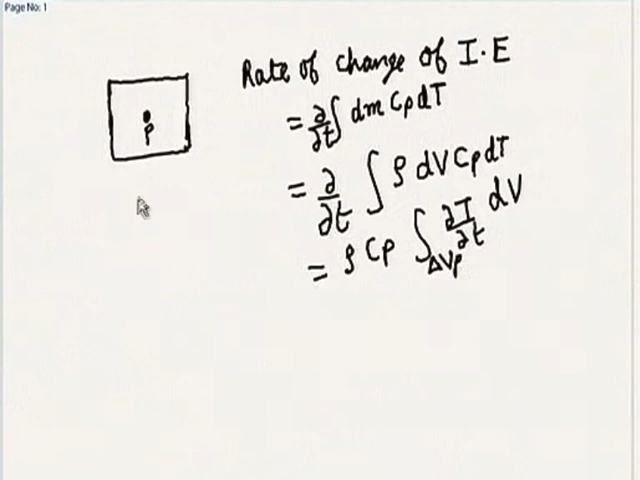 Page No: 1
Rate of change of I.E
= ∂/∂t ∫ dm Cp dT
= ∂/∂t ∫ ρ dV Cp dT
= ρ Cp ∫ΔVp ∂T/∂t dV
P